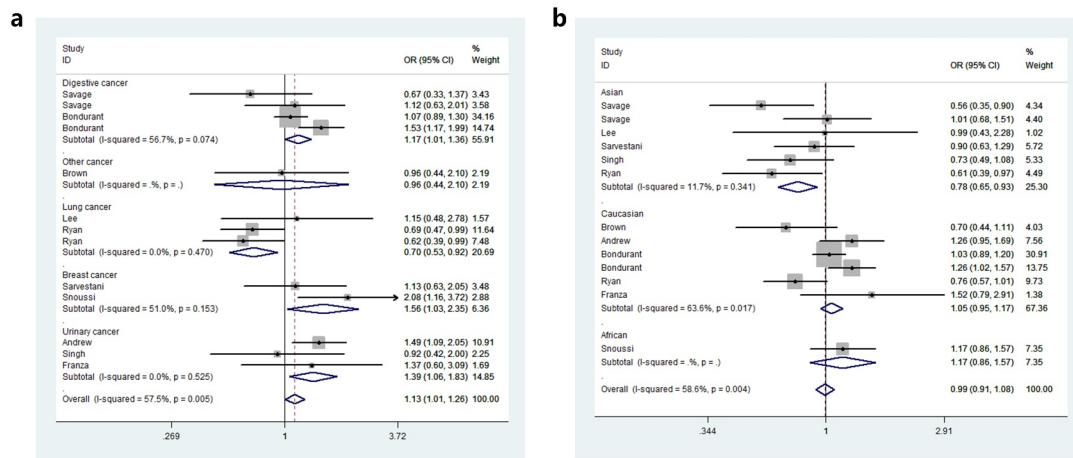 a
Study %
ID OR (95% CI) Weight
Digestive cancer
Savage 0.67 (0.33, 1.37) 3.43
Savage 1.12 (0.63, 2.01) 3.58
Bondurant 1.07 (0.89, 1.30) 34.16
Bondurant 1.53 (1.17, 1.99) 14.74
Subtotal (I-squared = 56.7%, p = 0.074) 1.17 (1.01, 1.36) 55.91
.
Other cancer
Brown 0.96 (0.44, 2.10) 2.19
Subtotal (I-squared = .%, p = .) 0.96 (0.44, 2.10) 2.19
.
Lung cancer
Lee 1.15 (0.48, 2.78) 1.57
Ryan 0.69 (0.47, 0.99) 11.64
Ryan 0.62 (0.39, 0.99) 7.48
Subtotal (I-squared = 0.0%, p = 0.470) 0.70 (0.53, 0.92) 20.69
.
Breast cancer
Sarvestani 1.13 (0.63, 2.05) 3.48
Snoussi 2.08 (1.16, 3.72) 2.88
Subtotal (I-squared = 51.0%, p = 0.153) 1.56 (1.03, 2.35) 6.36
.
Urinary cancer
Andrew 1.49 (1.09, 2.05) 10.91
Singh 0.92 (0.42, 2.00) 2.25
Franza 1.37 (0.60, 3.09) 1.69
Subtotal (I-squared = 0.0%, p = 0.525) 1.39 (1.06, 1.83) 14.85
.
Overall (I-squared = 57.5%, p = 0.005) 1.13 (1.01, 1.26) 100.00
.269 1 3.72
b
Study %
ID OR (95% CI) Weight
Asian
Savage 0.56 (0.35, 0.90) 4.34
Savage 1.01 (0.68, 1.51) 4.40
Lee 0.99 (0.43, 2.28) 1.02
Sarvestani 0.90 (0.63, 1.29) 5.72
Singh 0.73 (0.49, 1.08) 5.33
Ryan 0.61 (0.39, 0.97) 4.49
Subtotal (I-squared = 11.7%, p = 0.341) 0.78 (0.65, 0.93) 25.30
.
Caucasian
Brown 0.70 (0.44, 1.11) 4.03
Andrew 1.26 (0.95, 1.69) 7.56
Bondurant 1.03 (0.89, 1.20) 30.91
Bondurant 1.26 (1.02, 1.57) 13.75
Ryan 0.76 (0.57, 1.01) 9.73
Franza 1.52 (0.79, 2.91) 1.38
Subtotal (I-squared = 63.6%, p = 0.017) 1.05 (0.95, 1.17) 67.36
.
African
Snoussi 1.17 (0.86, 1.57) 7.35
Subtotal (I-squared = .%, p = .) 1.17 (0.86, 1.57) 7.35
.
Overall (I-squared = 58.6%, p = 0.004) 0.99 (0.91, 1.08) 100.00
.344 1 2.91